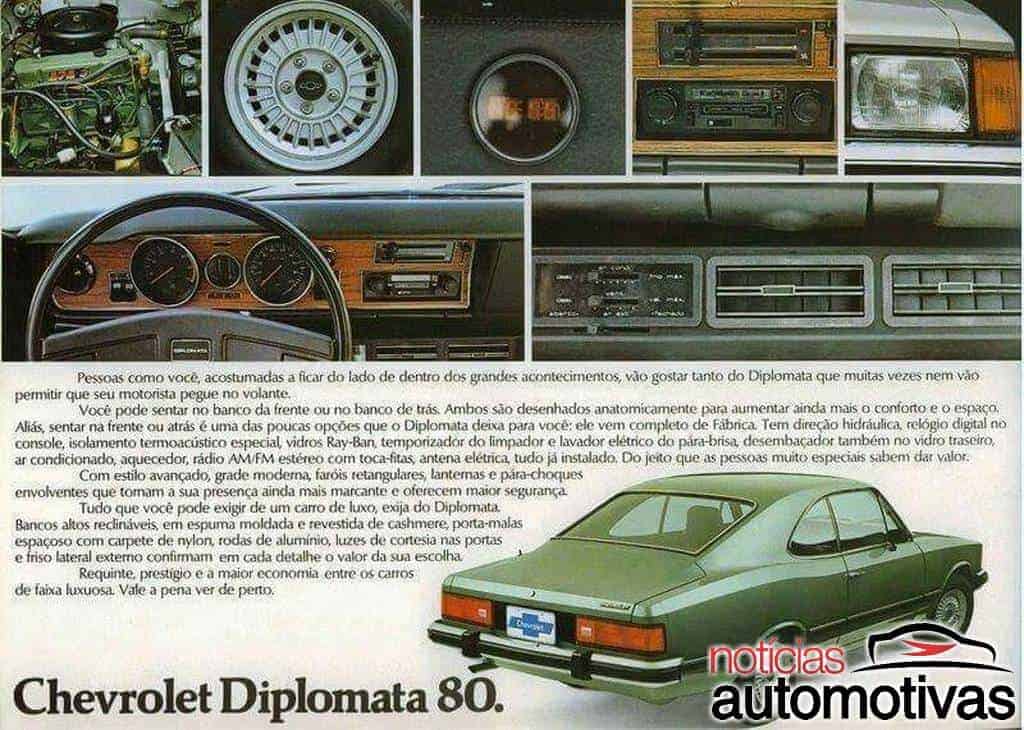 DIPLOMATA
Pessoas como você, acostumadas a ficar do lado de dentro dos grandes acontecimentos, vão gostar tanto do Diplomata que muitas vezes nem vão
permitir que seu motorista pegue no volante.
Você pode sentar no banco da frente ou no banco de trás. Ambos são desenhados anatomicamente para aumentar ainda mais o conforto e o espaço.
Aliás, sentar na frente ou atrás é uma das poucas opções que o Diplomata deixa para você: ele vem completo de Fábrica. Tem direção hidráulica, relógio digital no
console, isolamento termoacústico especial, vidros Ray-Ban, temporizador do limpador e lavador elétrico do pára-brisa, desembaçador também no vidro traseiro,
ar condicionado, aquecedor, rádio AM/FM estéreo com toca-fitas, antena elétrica, tudo já instalado. Do jeito que as pessoas muito especiais sabem dar valor.
Com estilo avançado, grade moderna, faróis retangulares, lanternas e pára-choques
envolventes que tornam a sua presença ainda mais marcante e oferecem maior segurança.
Tudo que você pode exigir de um carro de luxo, exija do Diplomata.
Bancos altos reclináveis, em espuma moldada e revestida de cashmere, porta-malas
espaçoso com carpete de nylon, rodas de alumínio, luzes de cortesia nas portas
e friso lateral externo confirmam em cada detalhe o valor da sua escolha.
Requinte, prestígio e a maior economia entre os carros
de faixa luxuosa. Vale a pena ver de perto.
Chevrolet
Chevrolet Diplomata 80.
notícias
automotivas